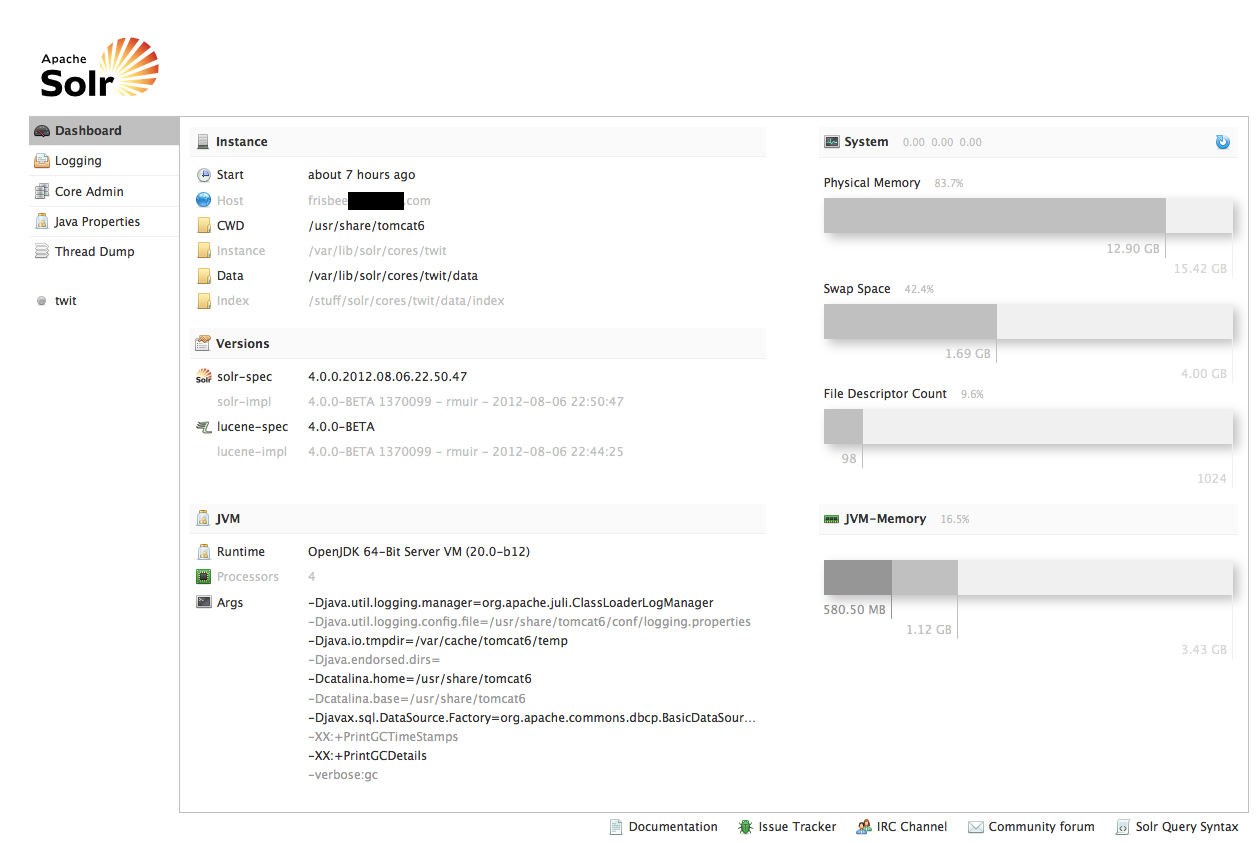 Apache
Solr
Dashboard
Logging
Core Admin
Java Properties
Thread Dump
twit
Instance
Start about 7 hours ago
Host frisbee .com
CWD /usr/share/tomcat6
Instance /var/lib/solr/cores/twit
Data /var/lib/solr/cores/twit/data
Index /stuff/solr/cores/twit/data/index
Versions
solr-spec 4.0.0.2012.08.06.22.50.47
solr-impl 4.0.0-BETA 1370099 - rmuir - 2012-08-06 22:50:47
lucene-spec 4.0.0-BETA
lucene-impl 4.0.0-BETA 1370099 - rmuir - 2012-08-06 22:44:25
JVM
Runtime OpenJDK 64-Bit Server VM (20.0-b12)
Processors 4
Args -Djava.util.logging.manager=org.apache.juli.ClassLoaderLogManager
-Djava.util.logging.config.file=/usr/share/tomcat6/conf/logging.properties
-Djava.io.tmpdir=/var/cache/tomcat6/temp
-Djava.endorsed.dirs=
-Dcatalina.home=/usr/share/tomcat6
-Dcatalina.base=/usr/share/tomcat6
-Djavax.sql.DataSource.Factory=org.apache.commons.dbcp.BasicDataSour...
-XX:+PrintGCTimeStamps
-XX:+PrintGCDetails
-verbose:gc
System 0.00 0.00 0.00
Physical Memory 83.7%
12.90 GB
15.42 GB
Swap Space 42.4%
1.69 GB
4.00 GB
File Descriptor Count 9.6%
98
1024
JVM-Memory 16.5%
580.50 MB
1.12 GB
3.43 GB
Documentation Issue Tracker IRC Channel Community forum Solr Query Syntax